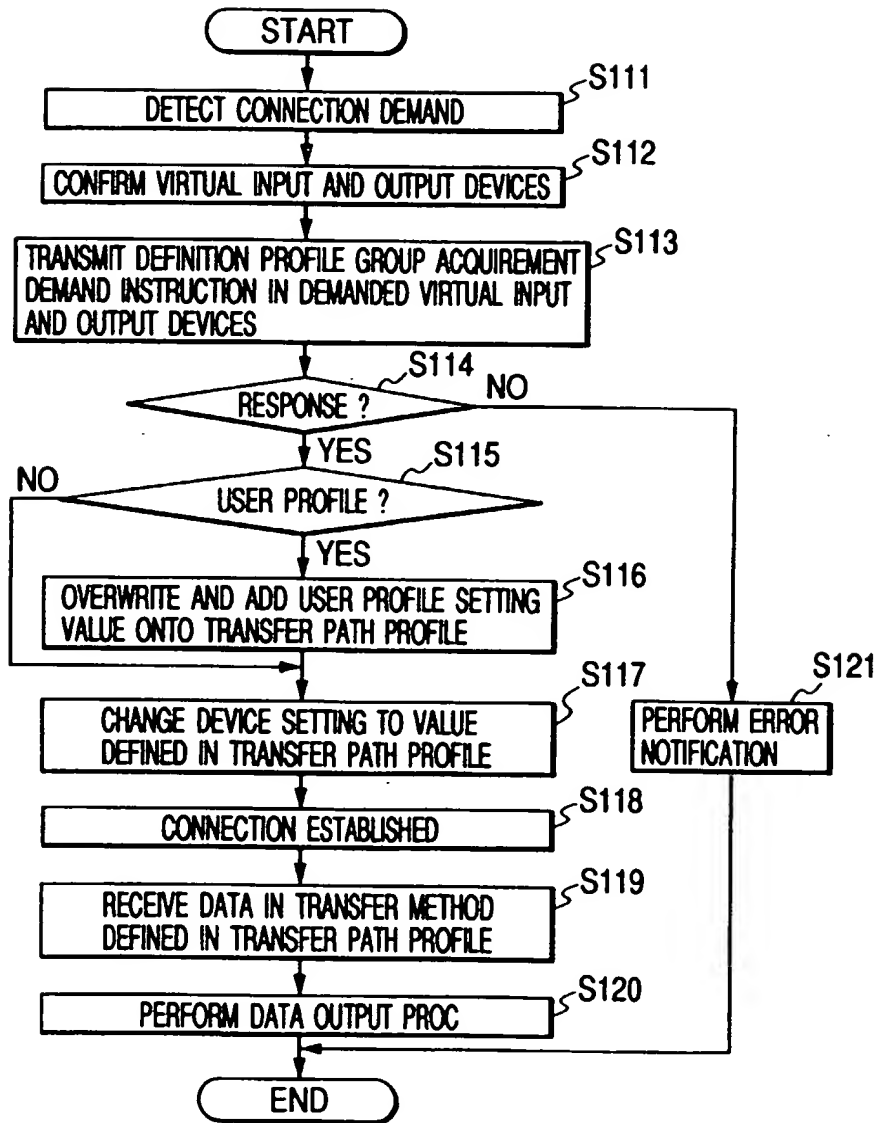 START
S111
DETECT CONNECTION DEMAND
S112
CONFIRM VIRTUAL INPUT AND OUTPUT DEVICES
S113
TRANSMIT DEFINITION PROFILE GROUP ACQUIREMENT
DEMAND INSTRUCTION IN DEMANDED VIRTUAL INPUT
AND OUTPUT DEVICES
S114
RESPONSE ?
NO
YES
S115
NO
USER PROFILE ?
YES
S116
OVERWRITE AND ADD USER PROFILE SETTING
VALUE ONTO TRANSFER PATH PROFILE
S117
CHANGE DEVICE SETTING TO VALUE
DEFINED IN TRANSFER PATH PROFILE
S121
PERFORM ERROR
NOTIFICATION
S118
CONNECTION ESTABLISHED
S119
RECEIVE DATA IN TRANSFER METHOD
DEFINED IN TRANSFER PATH PROFILE
S120
PERFORM DATA OUTPUT PROC
END